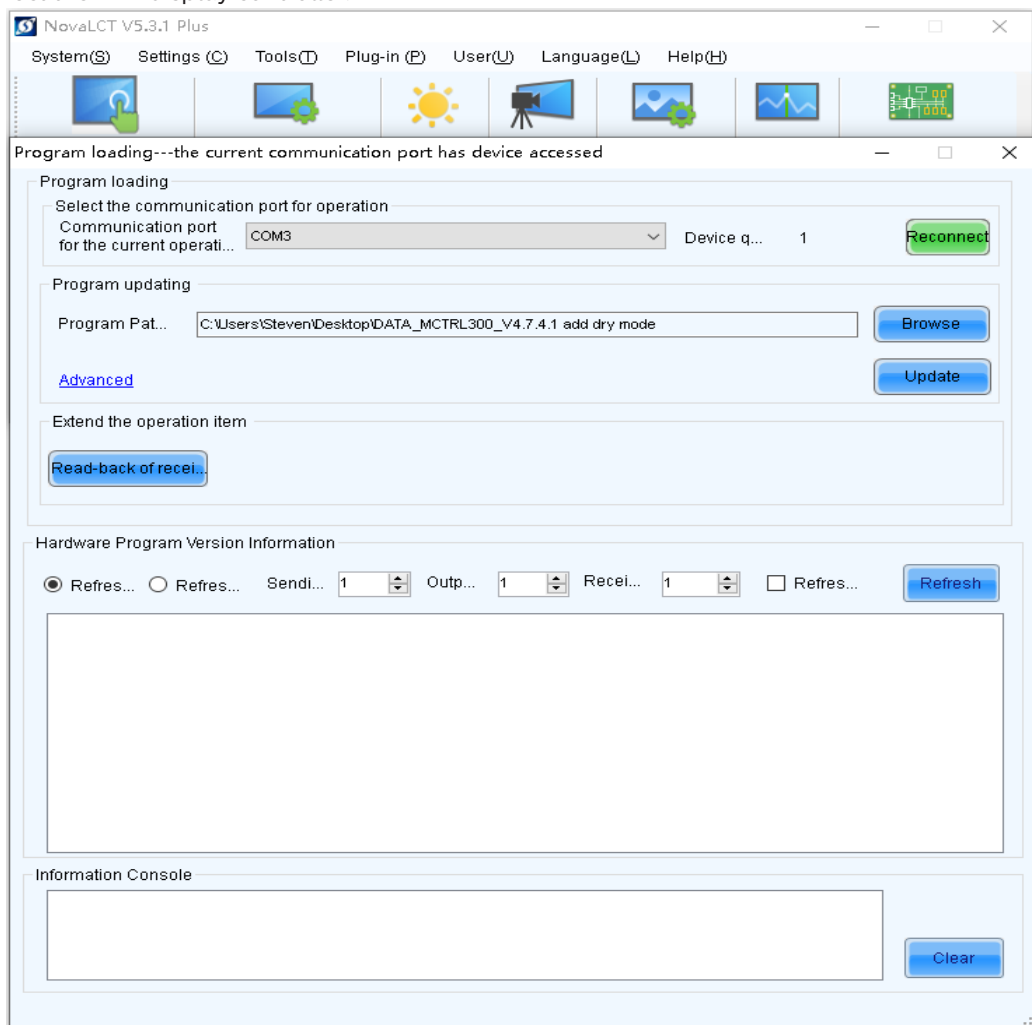 NovaLCT V5.3.1 Plus
System(S) Settings (C) Tools(T) Plug-in (P) User(U) Language(L) Help(H)
Program loading---the current communication port has device accessed
Program loading
Select the communication port for operation
Communication port
for the current operati... COM3 Device q... 1 Reconnect
Program updating
Program Pat... C:\Users\Steven\Desktop\DATA_MCTRL300_V4.7.4.1 add dry mode Browse
Advanced Update
Extend the operation item
Read-back of recei...
Hardware Program Version Information
Refres... Refres... Sendi... 1 Outp... 1 Recei... 1 Refres... Refresh
Information Console
Clear